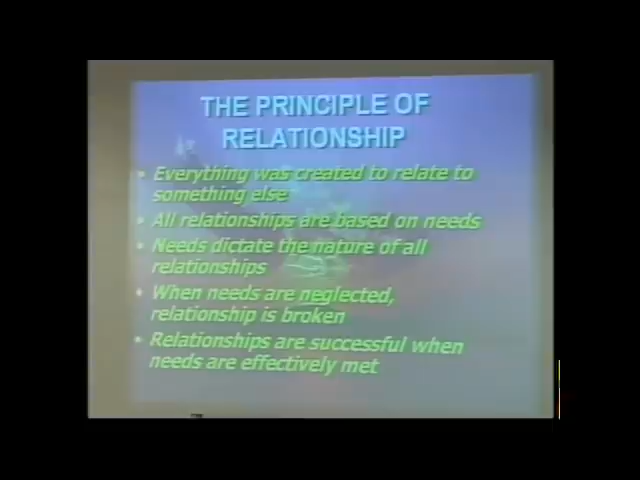 THE PRINCIPLE OF
RELATIONSHIP
• Everything was created to relate to
something else
• All relationships are based on needs
• Needs dictate the nature of all
relationships
• When needs are neglected,
relationship is broken
• Relationships are successful when
needs are effectively met